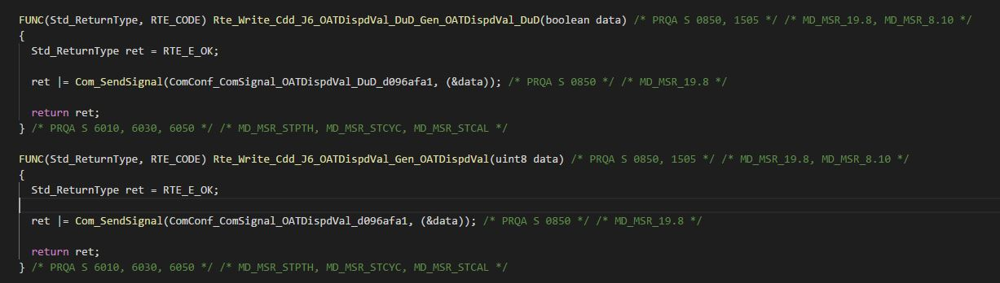 FUNC(Std_ReturnType, RTE_CODE) Rte_Write_Cdd_J6_OATDispdVal_DuD_Gen_OATDispdVal_DuD(boolean data) /* PRQA S 0850, 1505 */ /* MD_MSR_19.8, MD_MSR_8.10 */
{
  Std_ReturnType ret = RTE_E_OK;
  ret |= Com_SendSignal(ComConf_ComSignal_OATDispdVal_DuD_d096afa1, (&data)); /* PRQA S 0850 */ /* MD_MSR_19.8 */
  return ret;
} /* PRQA S 6010, 6030, 6050 */ /* MD_MSR_STPTH, MD_MSR_STCYC, MD_MSR_STCAL */
FUNC(Std_ReturnType, RTE_CODE) Rte_Write_Cdd_J6_OATDispdVal_Gen_OATDispdVal(uint8 data) /* PRQA S 0850, 1505 */ /* MD_MSR_19.8, MD_MSR_8.10 */
{
  Std_ReturnType ret = RTE_E_OK;
  ret |= Com_SendSignal(ComConf_ComSignal_OATDispdVal_d096afa1, (&data)); /* PRQA S 0850 */ /* MD_MSR_19.8 */
  return ret;
} /* PRQA S 6010, 6030, 6050 */ /* MD_MSR_STPTH, MD_MSR_STCYC, MD_MSR_STCAL */